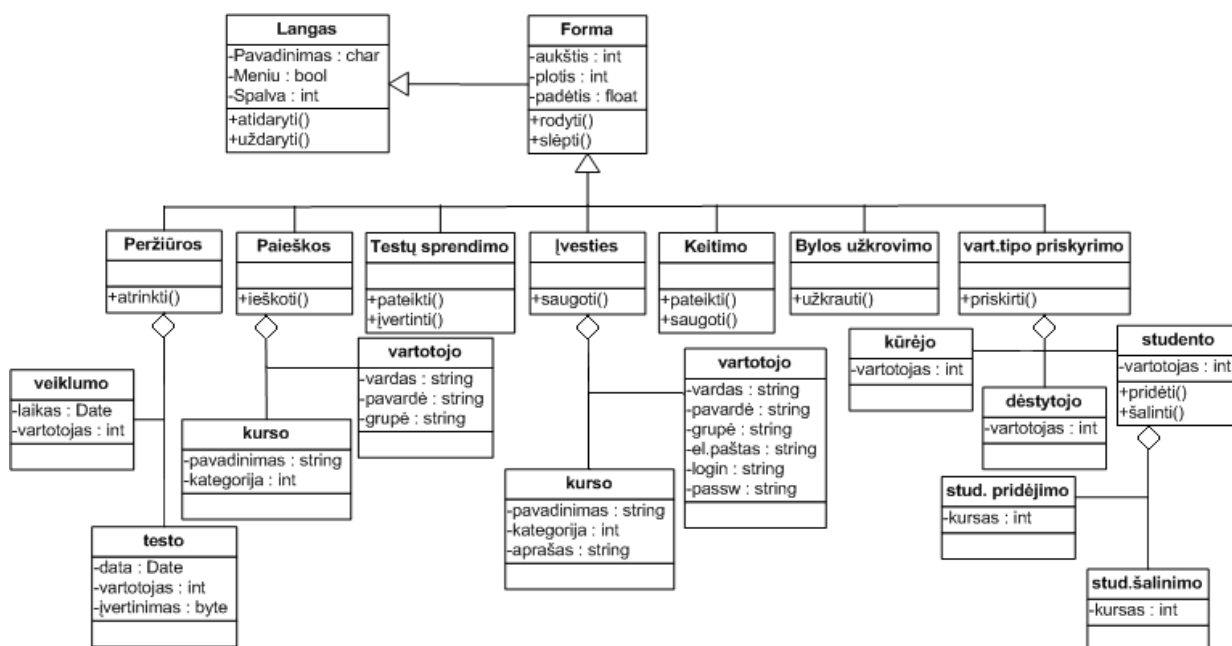 Langas
-Pavadinimas : char
-Meniu : bool
-Spalva : int
+atidaryti()
+uždaryti()
Forma
-aukštis : int
-plotis : int
-padėtis : float
+rodyti()
+slėpti()
Peržiūros
+atrinkti()
Paieškos
+ieškoti()
Testų sprendimo
+pateikti()
+įvertinti()
Įvesties
+saugoti()
Keitimo
+pateikti()
+saugoti()
Bylos užkrovimo
+užkrauti()
vart.tipo priskyrimo
+priskirti()
veiklumo
-laikas : Date
-vartotojas : int
testo
-data : Date
-vartotojas : int
-įvertinimas : byte
kurso
-pavadinimas : string
-kategorija : int
vartotojo
-vardas : string
-pavardė : string
-grupė : string
kurso
-pavadinimas : string
-kategorija : int
-aprašas : string
vartotojo
-vardas : string
-pavardė : string
-grupė : string
-el.paštas : string
-login : string
-passw : string
kūrėjo
-vartotojas : int
dėstytojo
-vartotojas : int
studento
-vartotojas : int
+pridėti()
+šalinti()
stud. pridėjimo
-kursas : int
stud.šalinimo
-kursas : int